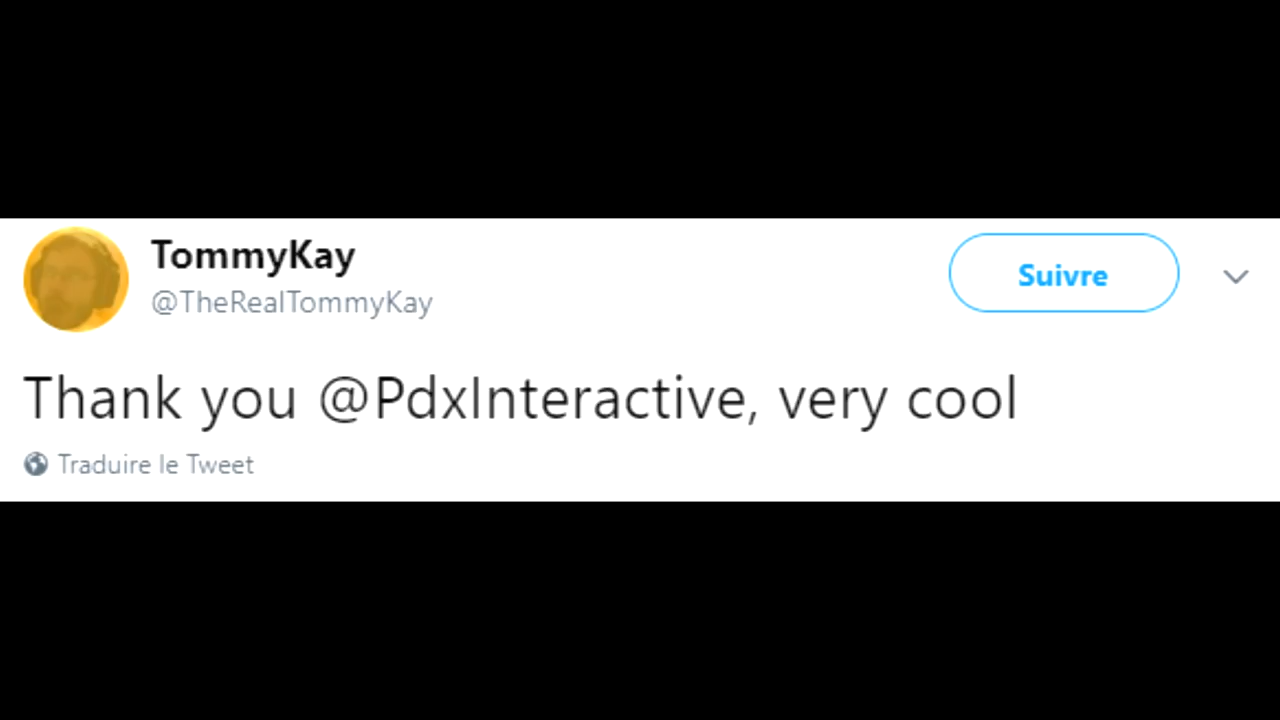 TommyKay
@TheRealTommyKay
Suivre
Thank you @PdxInteractive, very cool
Traduire le Tweet